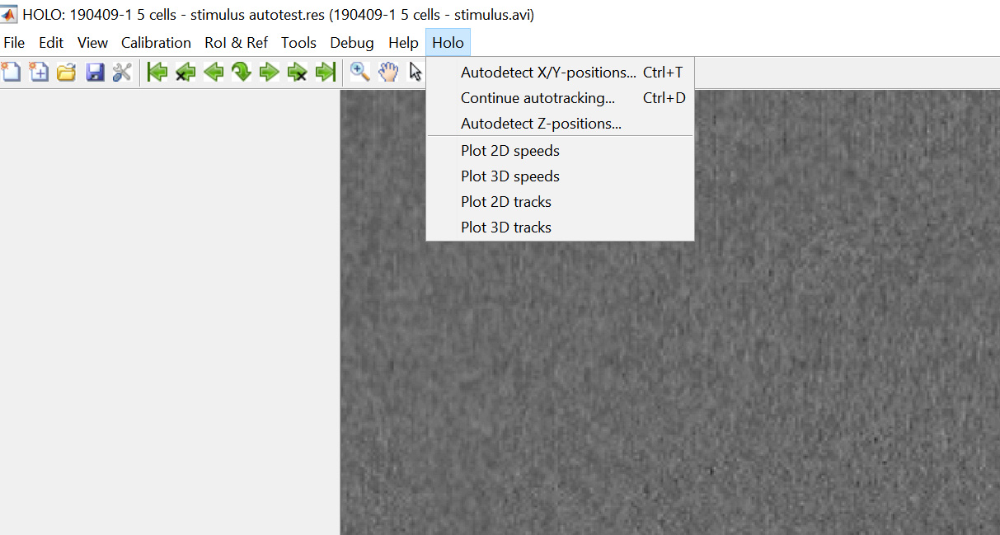 HOLO: 190409-1 5 cells - stimulus autotest.res (190409-1 5 cells - stimulus.avi)
File Edit View Calibration RoI & Ref Tools Debug Help Holo
Autodetect X/Y-positions... Ctrl+T
Continue autotracking... Ctrl+D
Autodetect Z-positions...
Plot 2D speeds
Plot 3D speeds
Plot 2D tracks
Plot 3D tracks